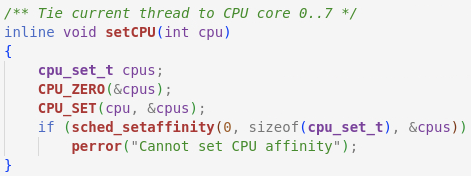 /** Tie current thread to CPU core 0..7 */
inline void setCPU(int cpu)
{
    cpu_set_t cpus;
    CPU_ZERO(&cpus);
    CPU_SET(cpu, &cpus);
    if (sched_setaffinity(0, sizeof(cpu_set_t), &cpus))
        perror("Cannot set CPU affinity");
}